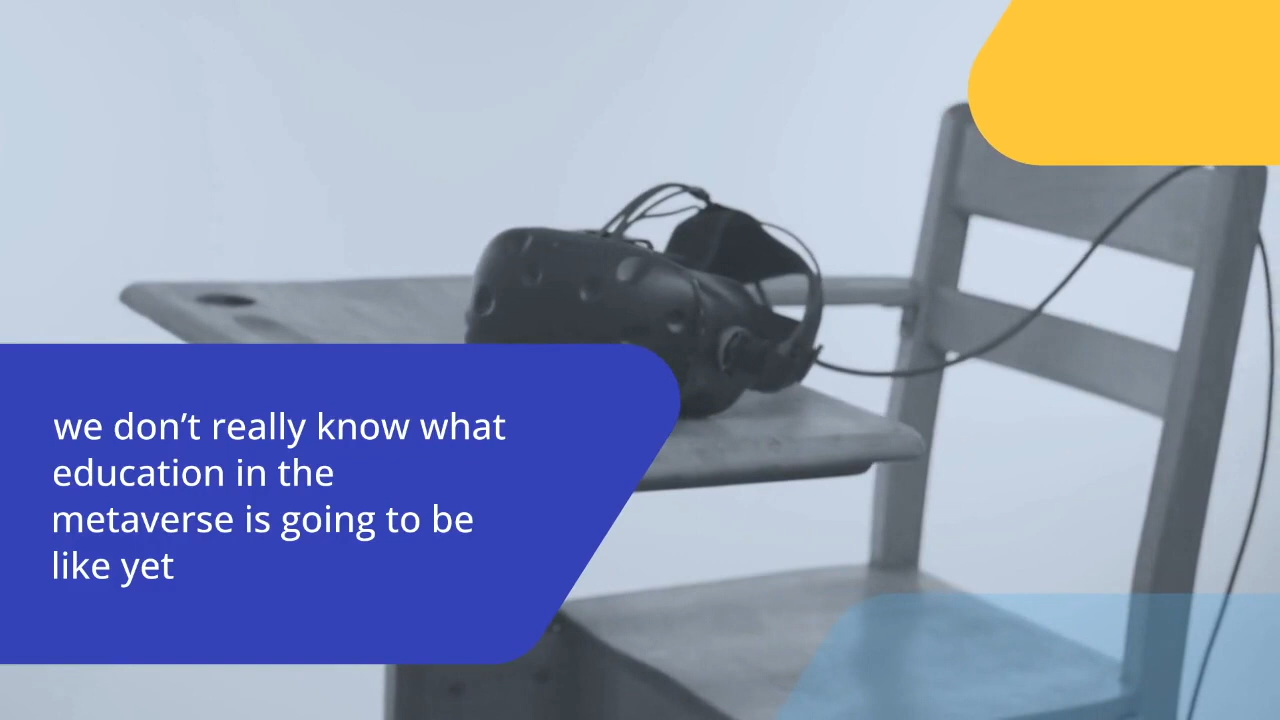 we don’t really know what
education in the
metaverse is going to be
like yet